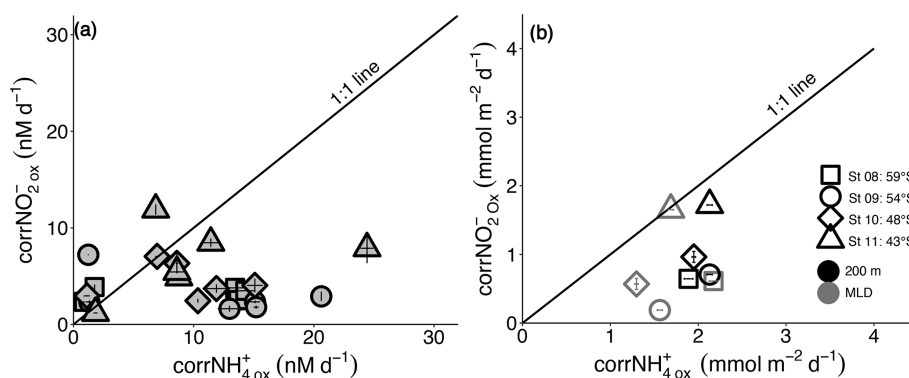 (a)
corrNO₂⁻ ox (nM d⁻¹)
30
20
10
0
0 10 20 30
corrNH₄⁺ ox (nM d⁻¹)
1:1 line
(b)
corrNO₂⁻ Ox (mmol m⁻² d⁻¹)
4
3
2
1
0
0 1 2 3 4
corrNH₄⁺ ox (mmol m⁻² d⁻¹)
1:1 line
St 08: 59°S
St 09: 54°S
St 10: 48°S
St 11: 43°S
200 m
MLD